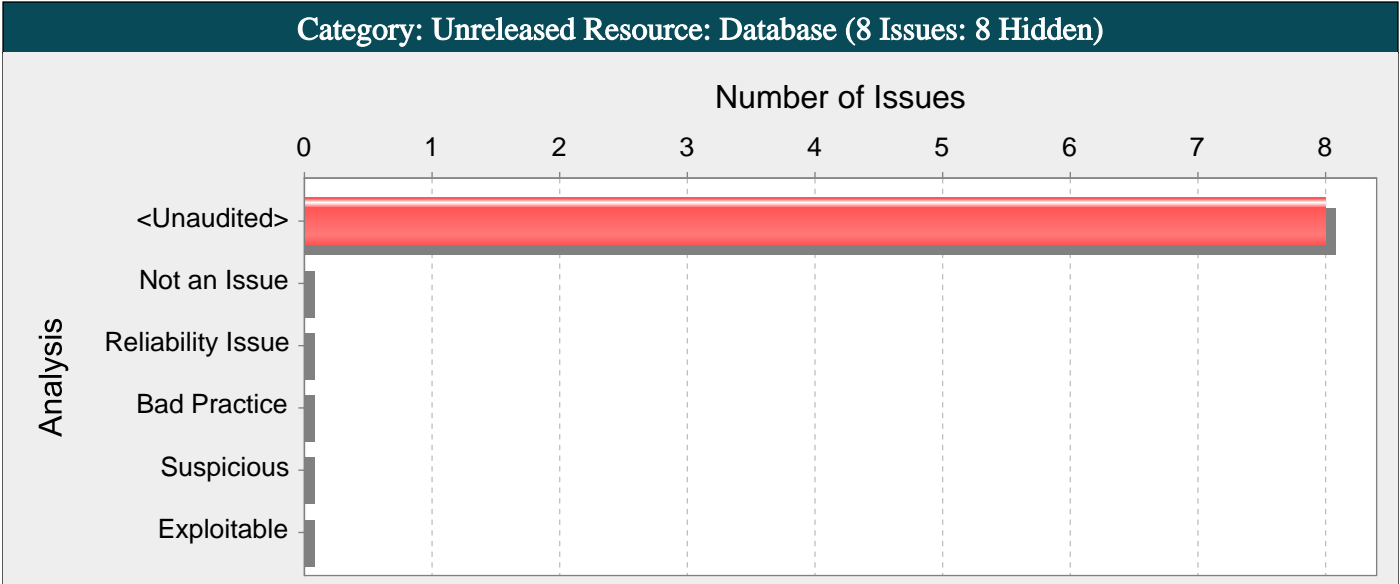 Category: Unreleased Resource: Database (8 Issues: 8 Hidden)
Number of Issues
0 1 2 3 4 5 6 7 8
<Unaudited>
Not an Issue
Reliability Issue
Bad Practice
Suspicious
Exploitable
Analysis